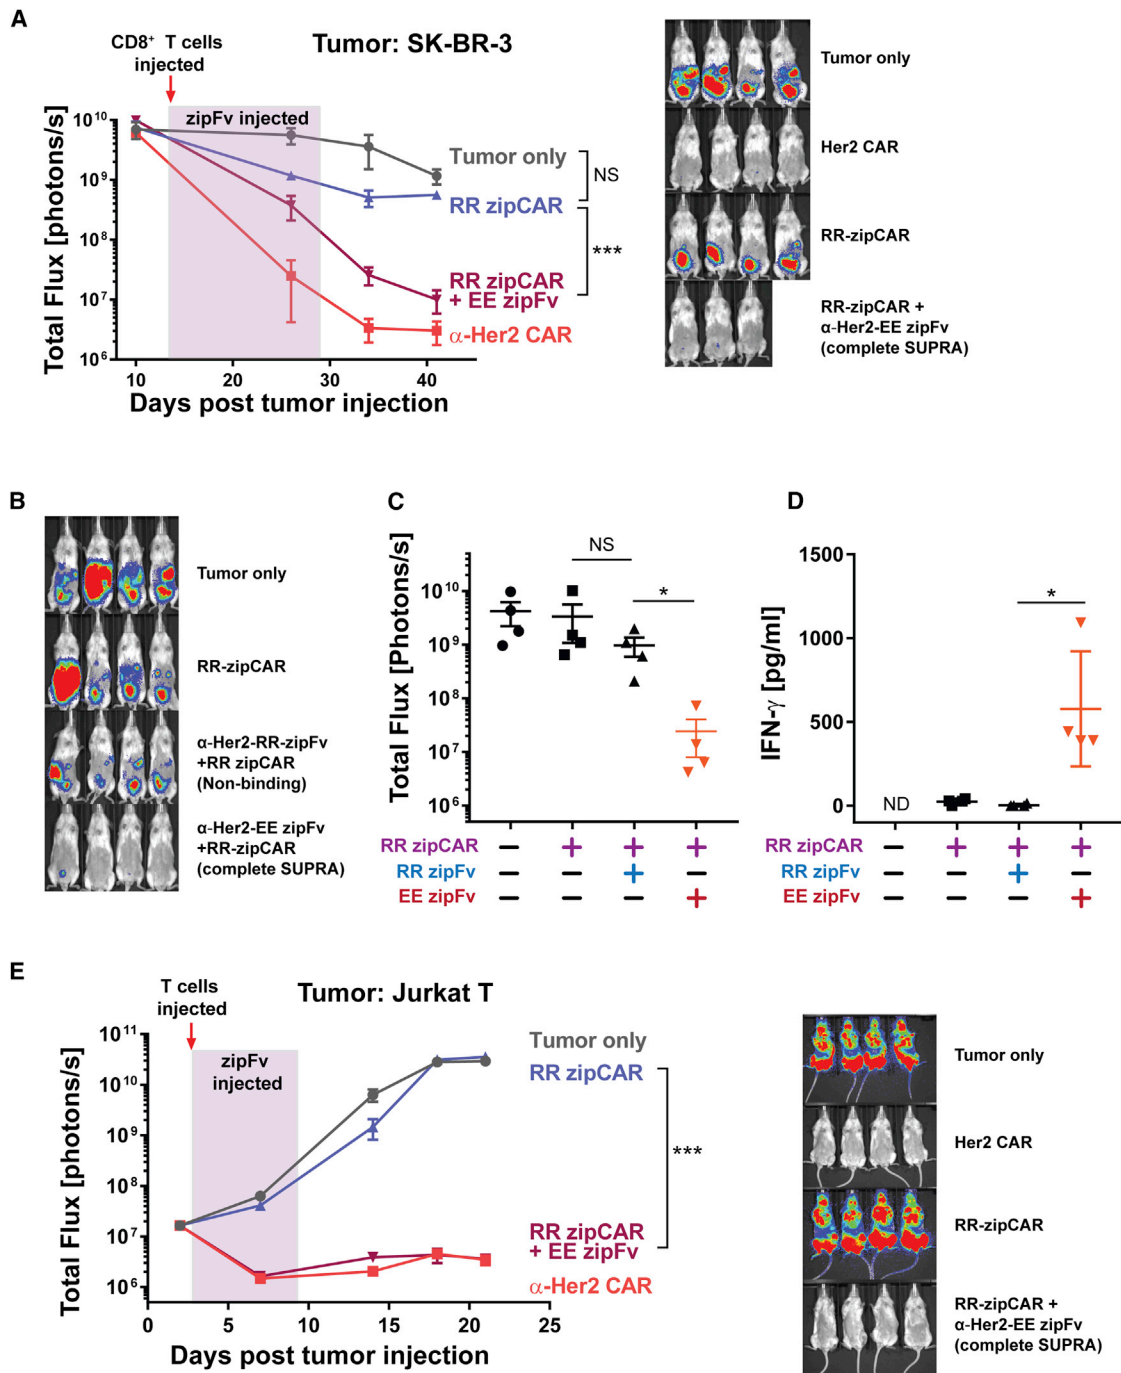 A
CD8⁺ T cells
injected
Tumor: SK-BR-3
zipFv injected
Total Flux [photons/s]
10¹⁰
10⁹
10⁸
10⁷
10⁶
10
20
30
40
Days post tumor injection
Tumor only
RR zipCAR
RR zipCAR
+ EE zipFv
α-Her2 CAR
NS
***
Tumor only
Her2 CAR
RR-zipCAR
RR-zipCAR +
α-Her2-EE zipFv
(complete SUPRA)
B
Tumor only
RR-zipCAR
α-Her2-RR-zipFv
+RR zipCAR
(Non-binding)
α-Her2-EE zipFv
+RR-zipCAR
(complete SUPRA)
C
Total Flux [Photons/s]
10¹⁰
10⁹
10⁸
10⁷
10⁶
NS
*
RR zipCAR − + + +
RR zipFv − − + −
EE zipFv − − − +
D
IFN-γ [pg/ml]
1500
1000
500
0
ND
*
RR zipCAR − + + +
RR zipFv − − + −
EE zipFv − − − +
E
T cells
injected
Tumor: Jurkat T
zipFv
injected
Total Flux [photons/s]
10¹¹
10¹⁰
10⁹
10⁸
10⁷
10⁶
0
5
10
15
20
25
Days post tumor injection
Tumor only
RR zipCAR
***
RR zipCAR
+ EE zipFv
α-Her2 CAR
Tumor only
Her2 CAR
RR-zipCAR
RR-zipCAR +
α-Her2-EE zipFv
(complete SUPRA)